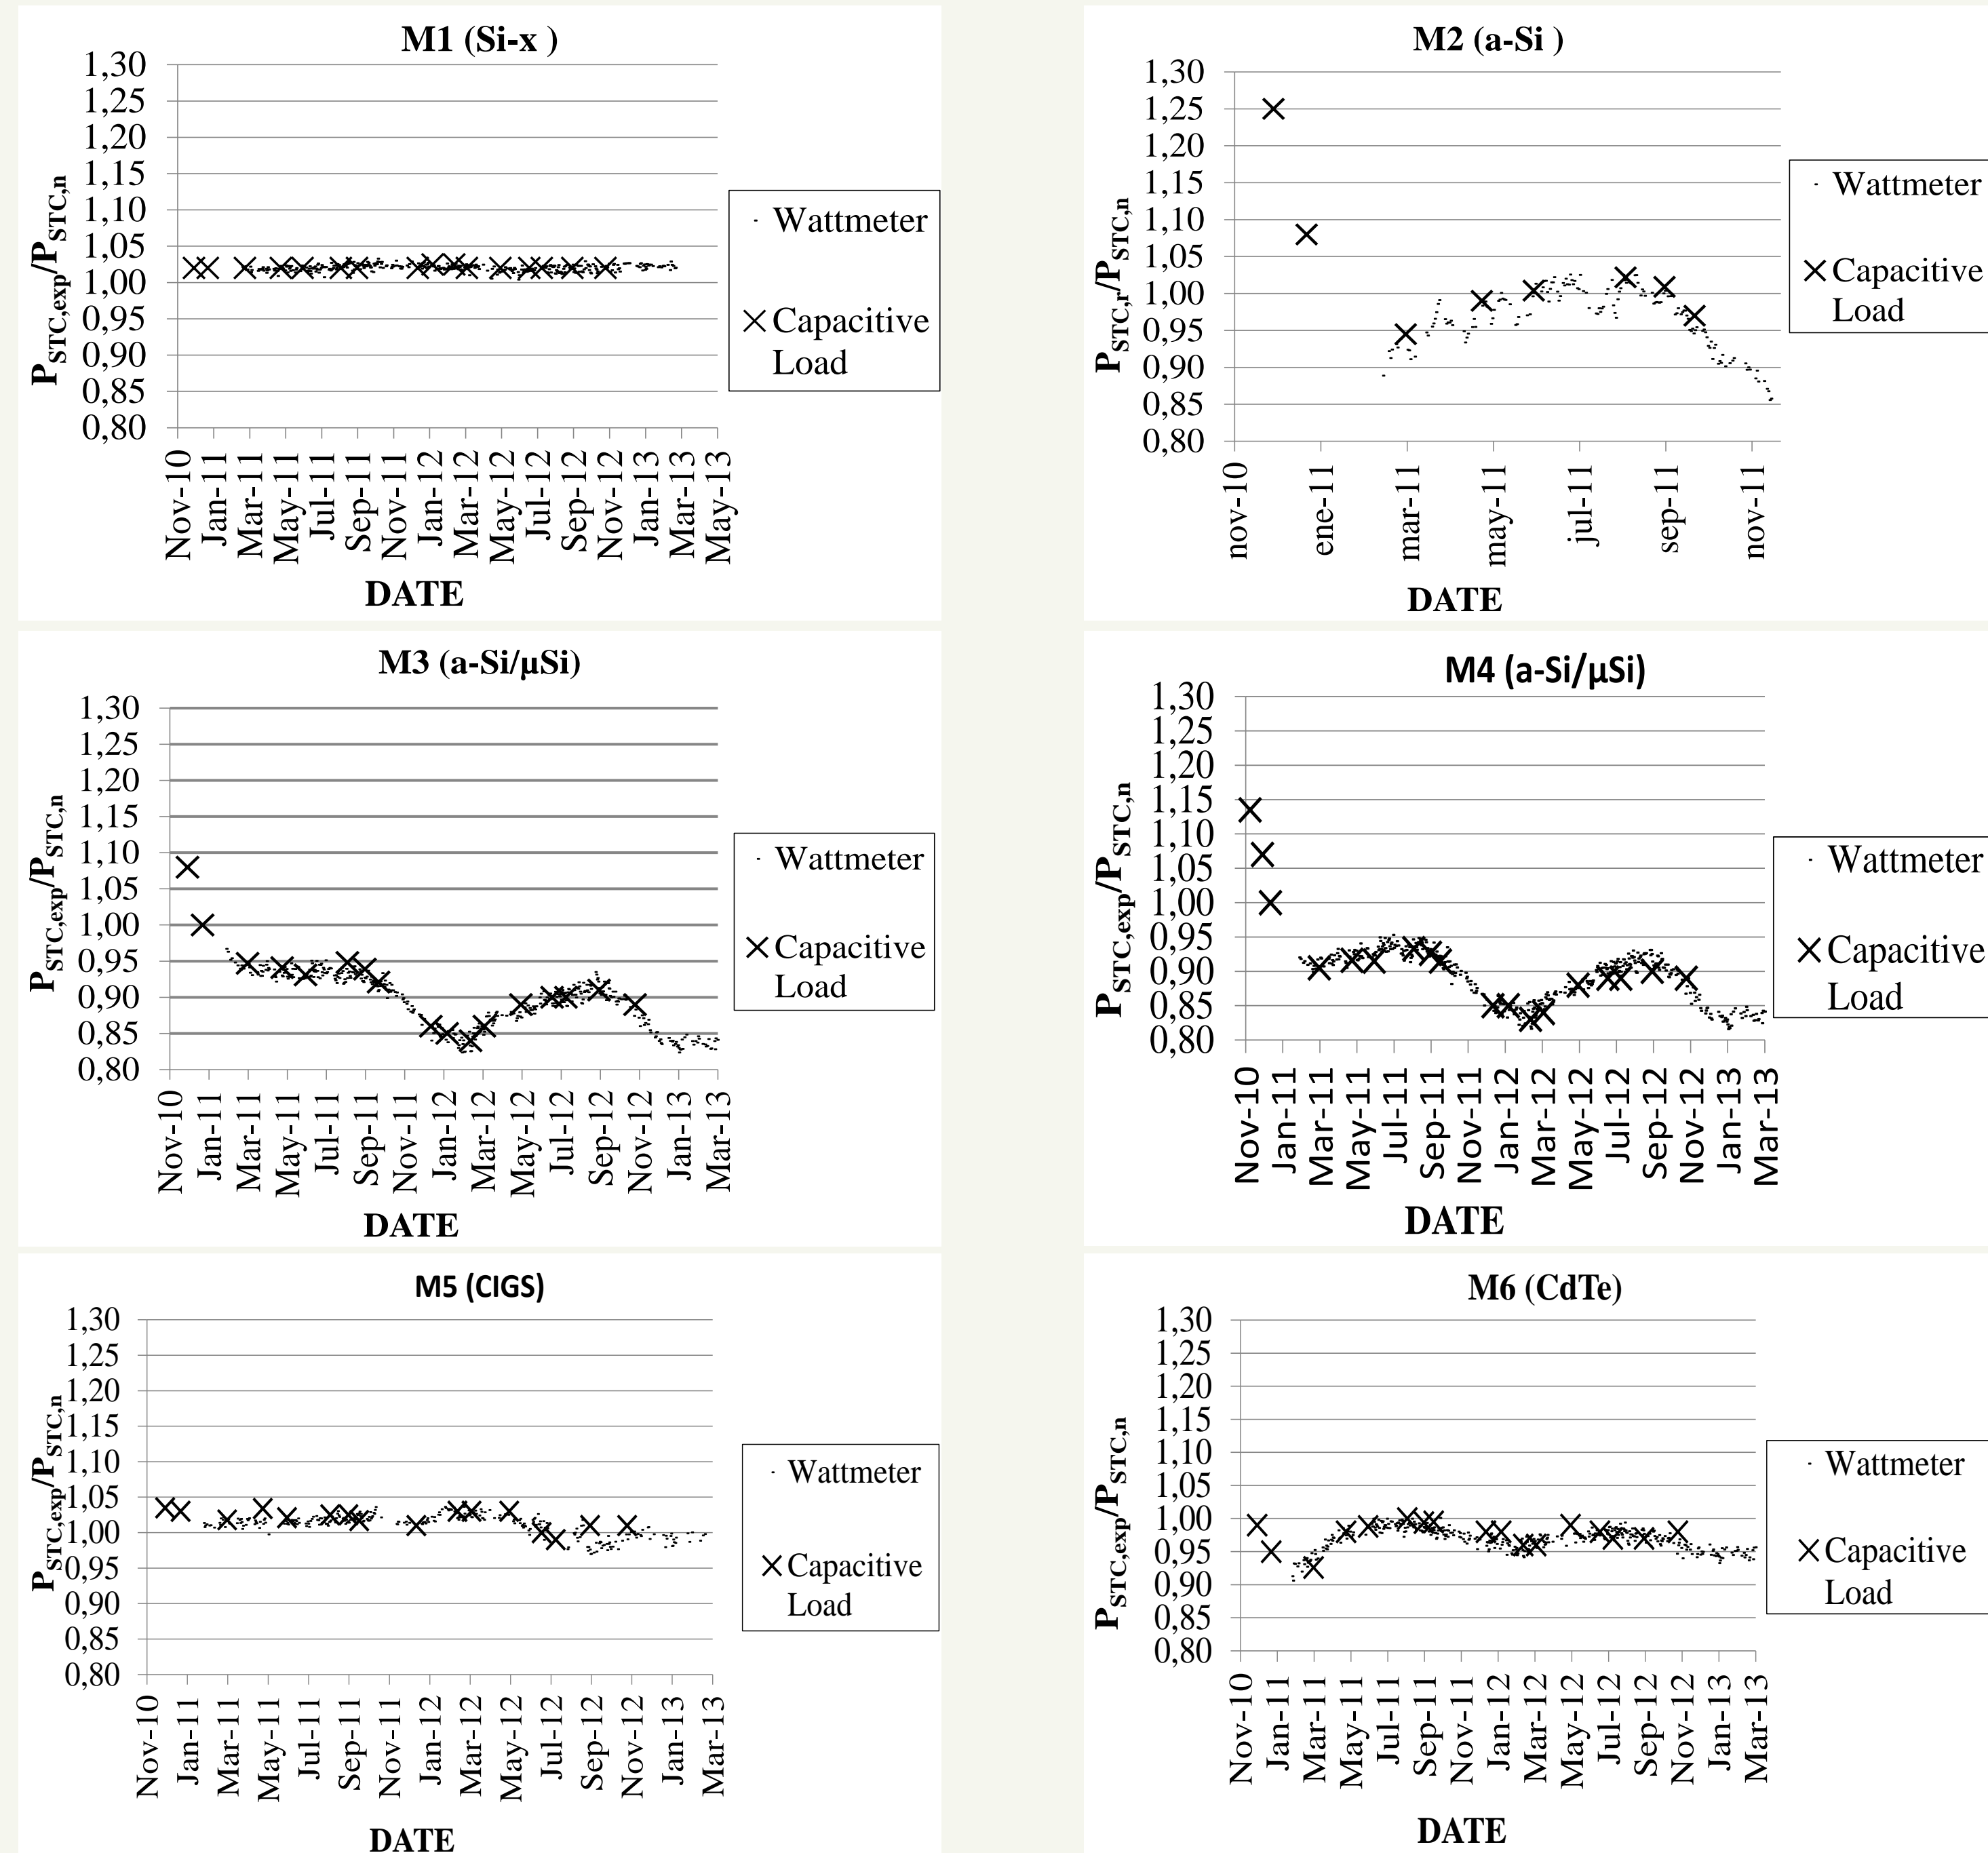 M1 (Si-x )
P_STC,exp/P_STC,n
1,30
1,25
1,20
1,15
1,10
1,05
1,00
0,95
0,90
0,85
0,80
Nov-10
Jan-11
Mar-11
May-11
Jul-11
Sep-11
Nov-11
Jan-12
Mar-12
May-12
Jul-12
Sep-12
Nov-12
Jan-13
Mar-13
May-13
DATE
Wattmeter
Capacitive
Load
M2 (a-Si )
P_STC,r/P_STC,n
1,30
1,25
1,20
1,15
1,10
1,05
1,00
0,95
0,90
0,85
0,80
nov-10
ene-11
mar-11
may-11
jul-11
sep-11
nov-11
DATE
Wattmeter
Capacitive
Load
M3 (a-Si/µSi)
P_STC,exp/P_STC,n
1,30
1,25
1,20
1,15
1,10
1,05
1,00
0,95
0,90
0,85
0,80
Nov-10
Jan-11
Mar-11
May-11
Jul-11
Sep-11
Nov-11
Jan-12
Mar-12
May-12
Jul-12
Sep-12
Nov-12
Jan-13
Mar-13
DATE
Wattmeter
Capacitive
Load
M4 (a-Si/µSi)
P_STC,exp/P_STC,n
1,30
1,25
1,20
1,15
1,10
1,05
1,00
0,95
0,90
0,85
0,80
Nov-10
Jan-11
Mar-11
May-11
Jul-11
Sep-11
Nov-11
Jan-12
Mar-12
May-12
Jul-12
Sep-12
Nov-12
Jan-13
Mar-13
DATE
Wattmeter
Capacitive
Load
M5 (CIGS)
P_STC,exp/P_STC,n
1,30
1,25
1,20
1,15
1,10
1,05
1,00
0,95
0,90
0,85
0,80
Nov-10
Jan-11
Mar-11
May-11
Jul-11
Sep-11
Nov-11
Jan-12
Mar-12
May-12
Jul-12
Sep-12
Nov-12
Jan-13
Mar-13
DATE
Wattmeter
Capacitive
Load
M6 (CdTe)
P_STC,exp/P_STC,n
1,30
1,25
1,20
1,15
1,10
1,05
1,00
0,95
0,90
0,85
0,80
Nov-10
Jan-11
Mar-11
May-11
Jul-11
Sep-11
Nov-11
Jan-12
Mar-12
May-12
Jul-12
Sep-12
Nov-12
Jan-13
Mar-13
DATE
Wattmeter
Capacitive
Load